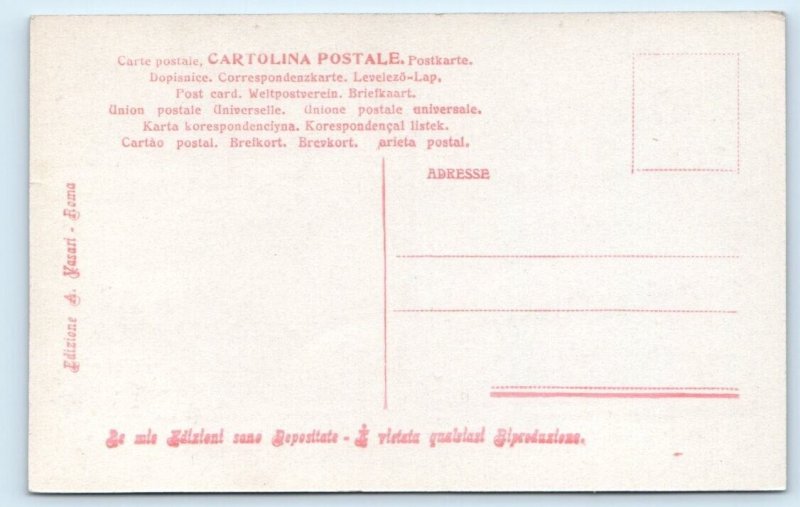 Carte postale, CARTOLINA POSTALE. Postkarte.
Dopisnice. Correspondenzkarte. Levelező-Lap.
Post card. Weltpostverein. Briefkaart.
Union postale Universelle. Unione postale universale.
Karta korespondenciyna. Korespondençal listek.
Cartào postal. Brefkort. Brevkort. arieta postal.
ADRESSE
Edizione A. Vasari - Roma
Le mie Edizioni sono Depositate - È vietata qualsiasi Riproduzione.